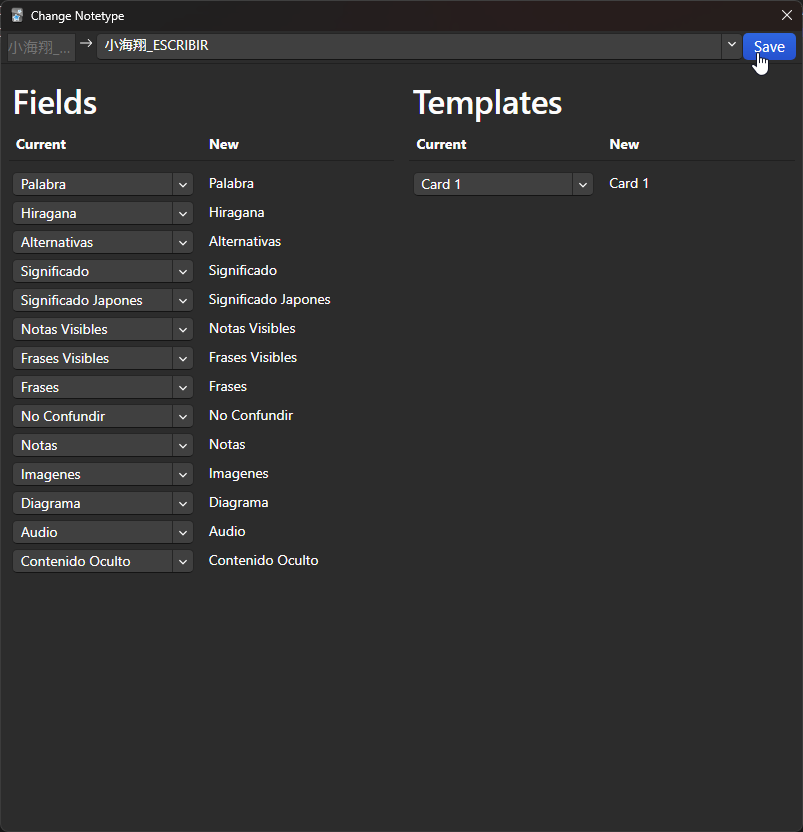 Change Notetype
小海翔_... → 小海翔_ESCRIBIR Save
Fields
Current New
Palabra Palabra
Hiragana Hiragana
Alternativas Alternativas
Significado Significado
Significado Japones Significado Japones
Notas Visibles Notas Visibles
Frases Visibles Frases Visibles
Frases Frases
No Confundir No Confundir
Notas Notas
Imagenes Imagenes
Diagrama Diagrama
Audio Audio
Contenido Oculto Contenido Oculto
Templates
Current New
Card 1 Card 1